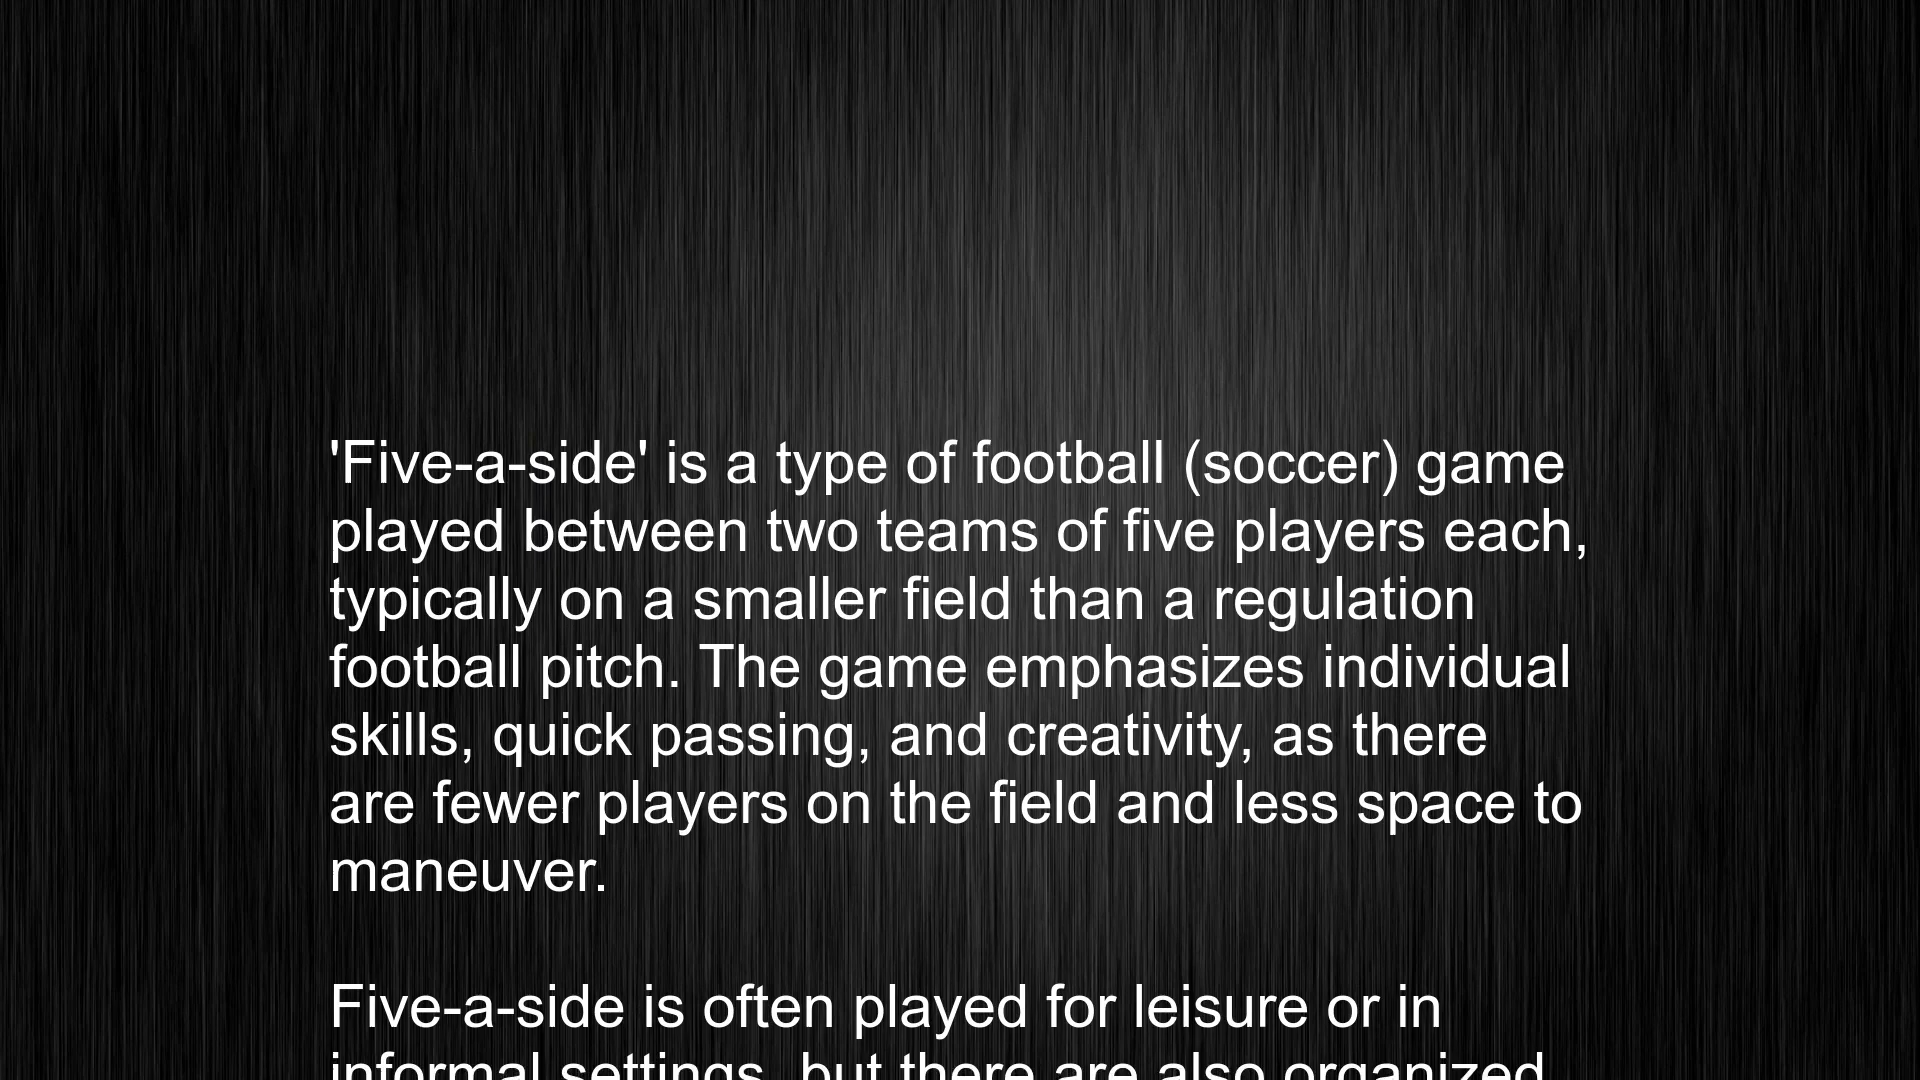 'Five-a-side' is a type of football (soccer) game
played between two teams of five players each,
typically on a smaller field than a regulation
football pitch. The game emphasizes individual
skills, quick passing, and creativity, as there
are fewer players on the field and less space to
maneuver.
Five-a-side is often played for leisure or in
informal settings, but there are also organized